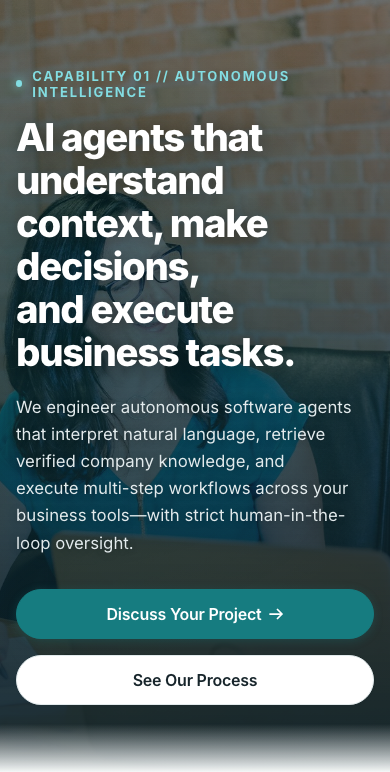 CAPABILITY 01 // AUTONOMOUS
INTELLIGENCE
AI agents that
understand
context, make
decisions,
and execute
business tasks.
We engineer autonomous software agents
that interpret natural language, retrieve
verified company knowledge, and
execute multi-step workflows across your
business tools—with strict human-in-the-
loop oversight.
Discuss Your Project →
See Our Process